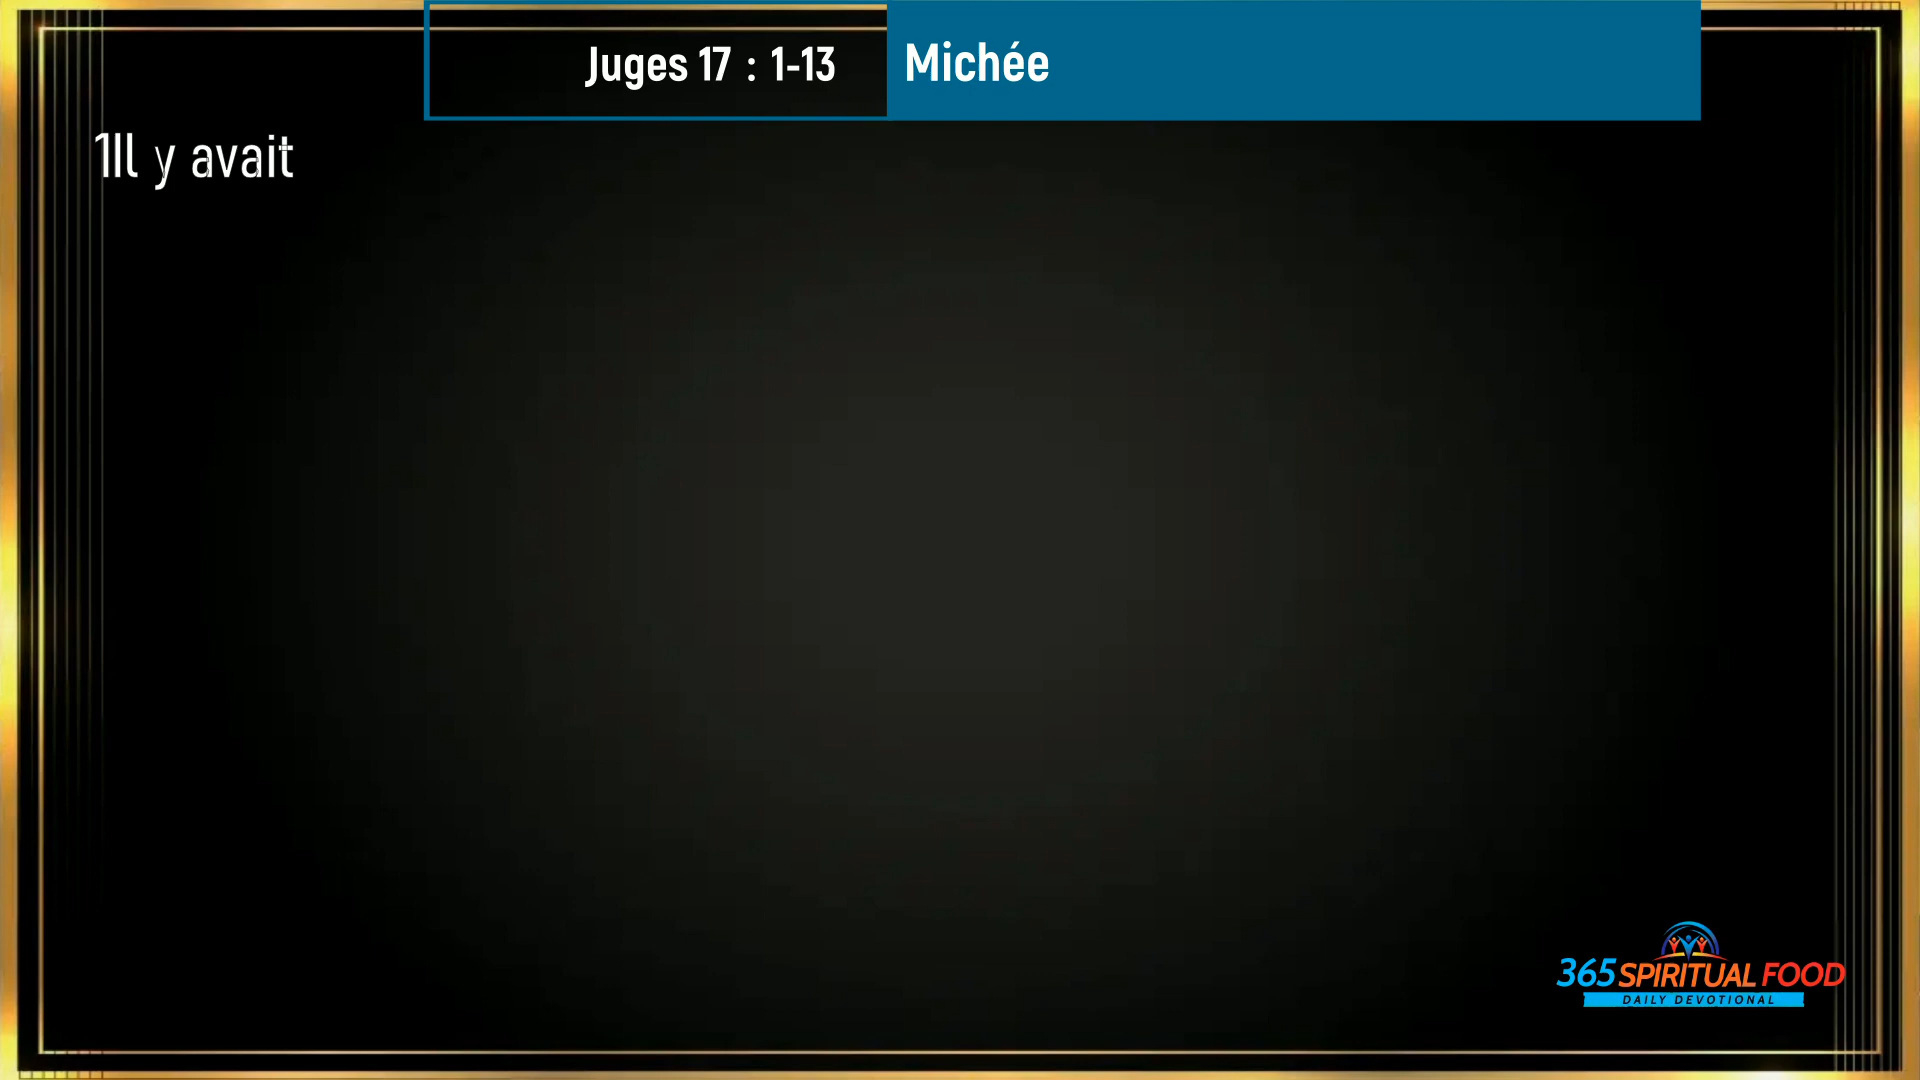 Juges 17 : 1-13
Michée
1Il y avait
365 SPIRITUAL FOOD
DAILY DEVOTIONAL